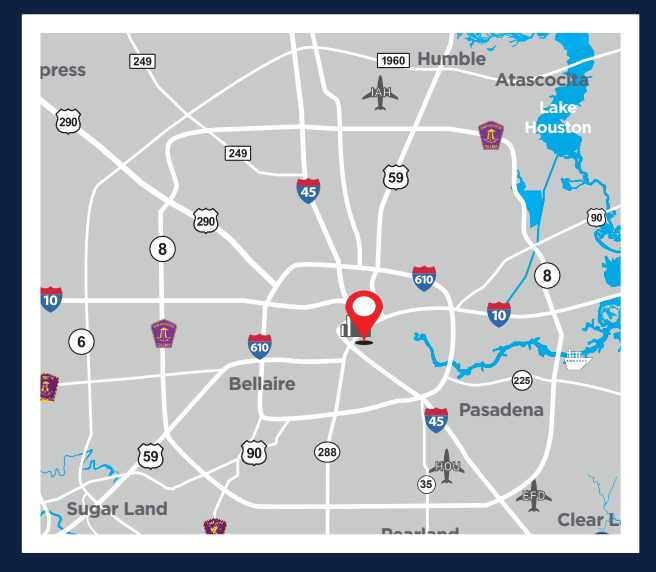 press
249
1960
Humble
IAH
Atascocita
Lake
Houston
290
249
45
59
290
90
8
610
8
10
10
6
610
Bellaire
225
Pasadena
45
59
90
288
HOU
35
EFD
Sugar Land
Clear L
Pearland